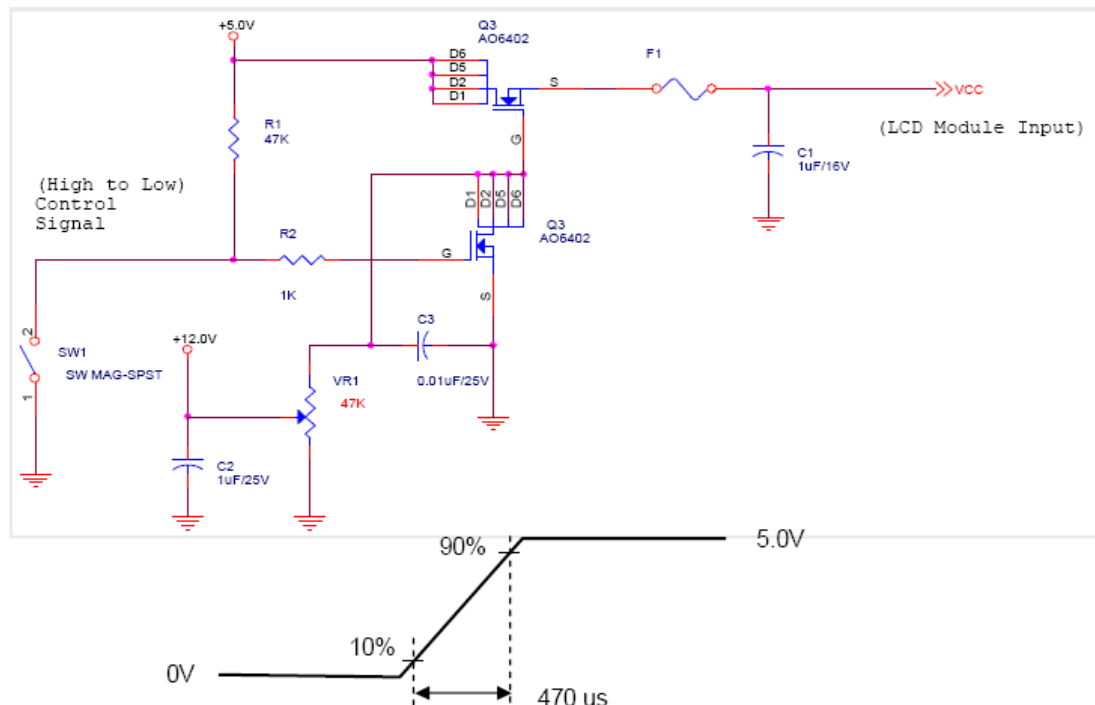 +5.0V
Q3
AO6402
D6
D5
D2
D1
S
G
F1
VCC
(LCD Module Input)
R1
47K
C1
1uF/16V
(High to Low)
Control
Signal
D1
D2
D5
D6
Q3
AO6402
R2
1K
G
S
C3
0.01uF/25V
2
SW1
SW MAG-SPST
1
+12.0V
VR1
47K
C2
1uF/25V
90%
5.0V
10%
0V
470 us